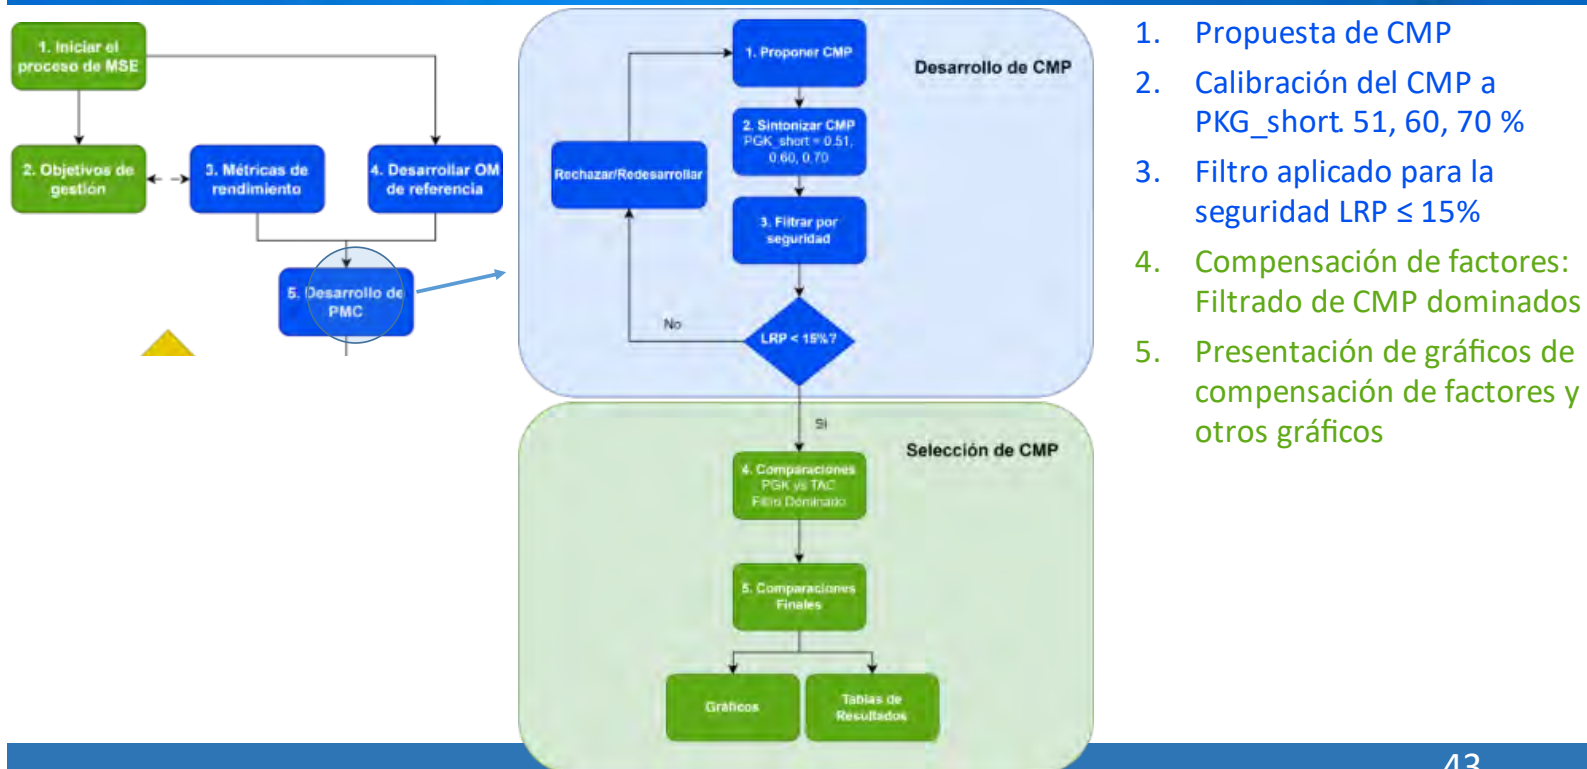 1. Iniciar el
proceso de MSE
2. Objetivos de
gestión
3. Métricas de
rendimiento
4. Desarrollar OM
de referencia
5. Desarrollo de
PMC
Desarrollo de CMP
1. Proponer CMP
2. Sintonizar CMP
PGK_short = 0.51,
0.60, 0.70
Rechazar/Redesarrollar
3. Filtrar por
seguridad
No
LRP < 15%?
Si
Selección de CMP
4. Comparaciones
PGK vs TAC
Filtro Dominado
5. Comparaciones
Finales
Gráficos
Tablas de
Resultados
1. Propuesta de CMP
2. Calibración del CMP a
PKG_short. 51, 60, 70 %
3. Filtro aplicado para la
seguridad LRP ≤ 15%
4. Compensación de factores:
Filtrado de CMP dominados
5. Presentación de gráficos de
compensación de factores y
otros gráficos
43